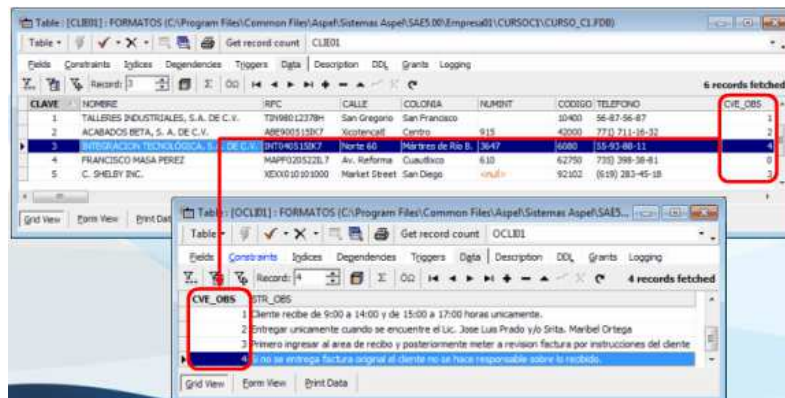 Table : [CLIE01] : FORMATOS (C:\Program Files\Common Files\Aspel\Sistemas Aspel\SAE5.00\Empresa01\CURSOC1\CURSO_C1.FDB)
Table Get record count CLIE01
Fields Constraints Indices Dependencies Triggers Data Description DDL Grants Logging
Record: 3 6 records fetched
CLAVE NOMBRE RFC CALLE COLONIA NUMINT CODIGO TELEFONO CVE_OBS
1 TALLERES INDUSTRIALES, S.A. DE C.V. San Gregorio San Francisco 10400 56-87-56-87 1
2 ACABADOS BETA, S. A. DE C.V. ABE900515IK7 Xicotencatl Centro 915 42000 771) 711-16-32 2
3 INTEGRACION TECNOLOGICA, S.A. DE C.V. INT040515IK7 Norte 60 Mártires de Río B. 3647 6080 55-93-88-11 4
4 FRANCISCO MASA PEREZ MAPF020522IL7 Av. Reforma Cuautlixco 610 62750 735) 398-38-81 0
5 C. SHELBY INC. XEXX010101000 Market Street San Diego <null> 92102 (619) 283-45-18 3
Grid View Form View Print Dat
Table : [OCLI01] : FORMATOS (C:\Program Files\Common Files\Aspel\Sistemas Aspel\SAE5...
Table Get record count OCLI01
Fields Constraints Indices Dependencies Triggers Data Description DDL Grants Logging
Record: 4 4 records fetched
CVE_OBS STR_OBS
1 Cliente recibe de 9:00 a 14:00 y de 15:00 a 17:00 horas unicamente.
2 Entregar unicamente cuando se encuentre el Lic. Jose Luis Prado y/o Srita. Maribel Ortega
3 Primero ingresar al area de recibo y posteriormente meter a revision factura por instrucciones del cliente
4 Si no se entrega factura original el cliente no se hace responsable sobre lo recibido.
Grid View Form View Print Data